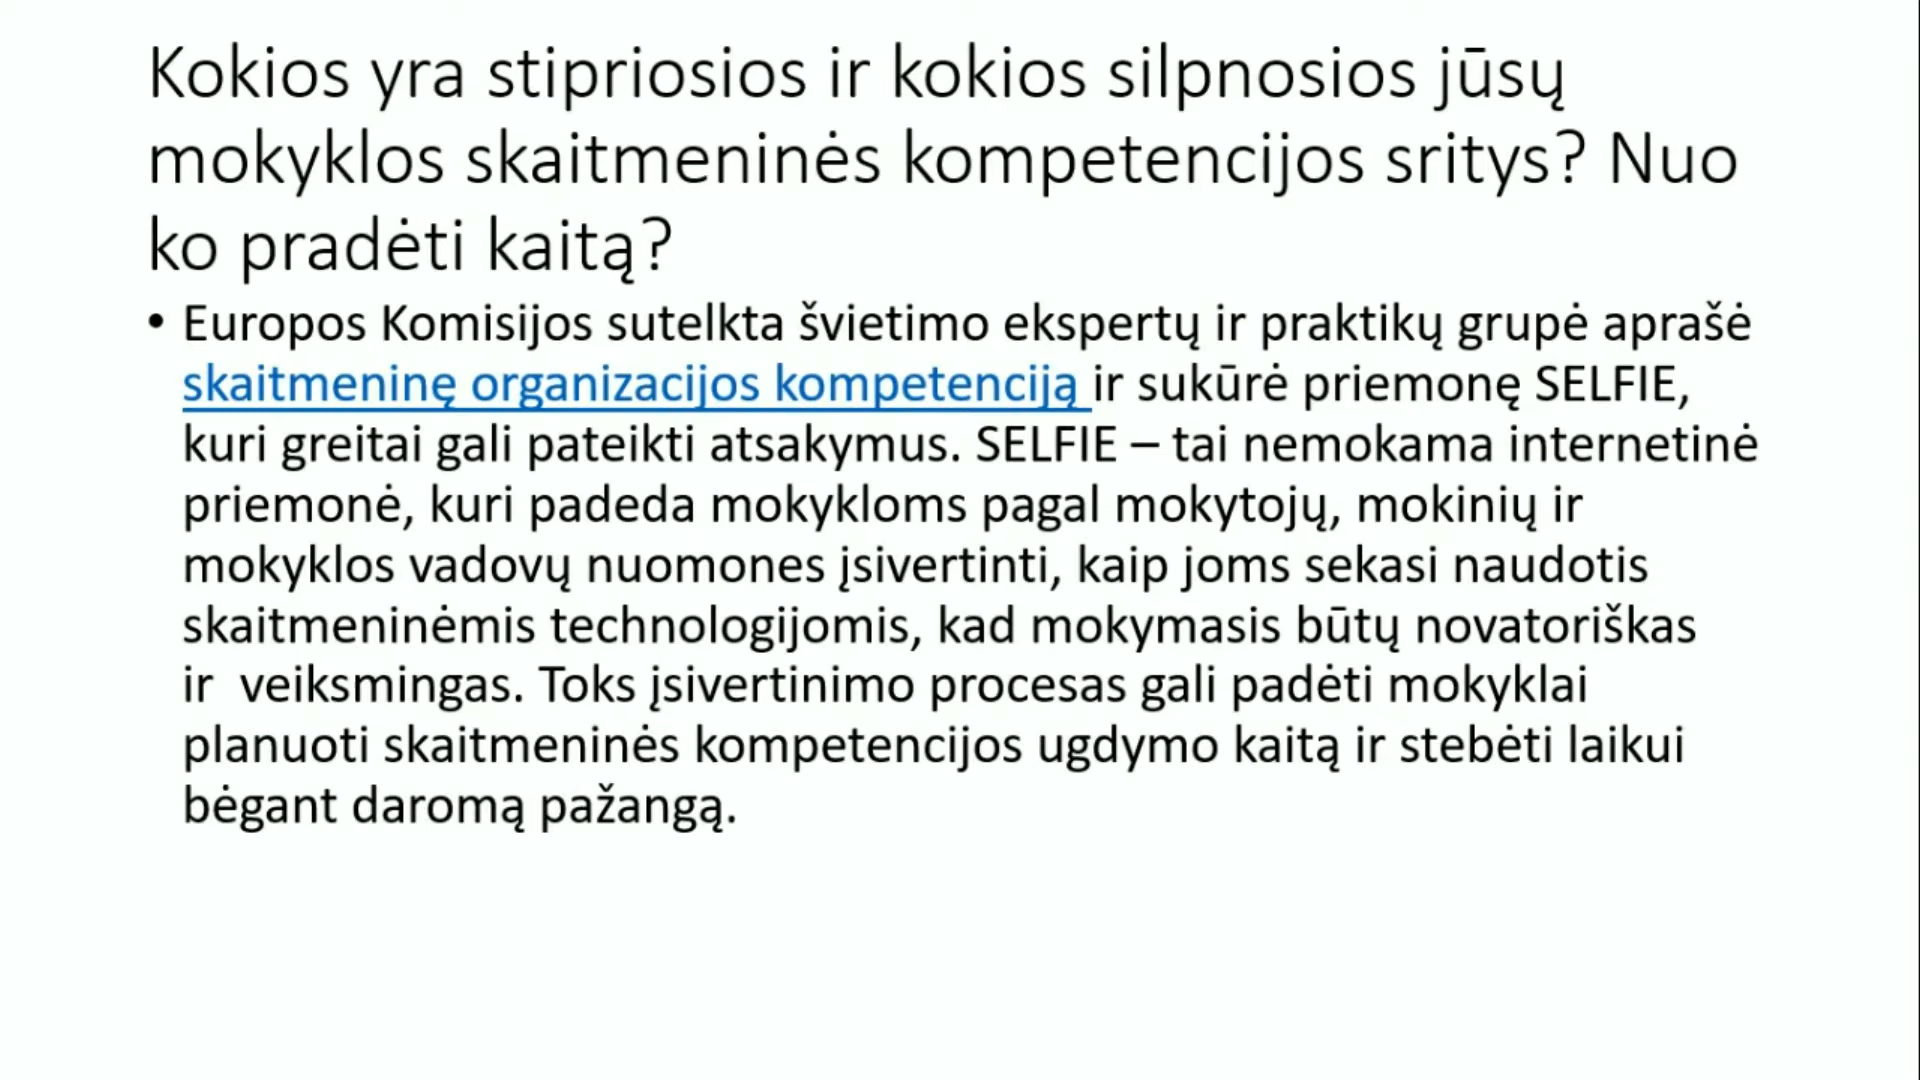 Kokios yra stipriosios ir kokios silpnosios jūsų
mokyklos skaitmeninės kompetencijos sritys? Nuo
ko pradėti kaitą?
• Europos Komisijos sutelkta švietimo ekspertų ir praktikų grupė aprašė
skaitmeninę organizacijos kompetenciją ir sukūrė priemonę SELFIE,
kuri greitai gali pateikti atsakymus. SELFIE – tai nemokama internetinė
priemonė, kuri padeda mokykloms pagal mokytojų, mokinių ir
mokyklos vadovų nuomones įsivertinti, kaip joms sekasi naudotis
skaitmeninėmis technologijomis, kad mokymasis būtų novatoriškas
ir  veiksmingas. Toks įsivertinimo procesas gali padėti mokyklai
planuoti skaitmeninės kompetencijos ugdymo kaitą ir stebėti laikui
bėgant daromą pažangą.